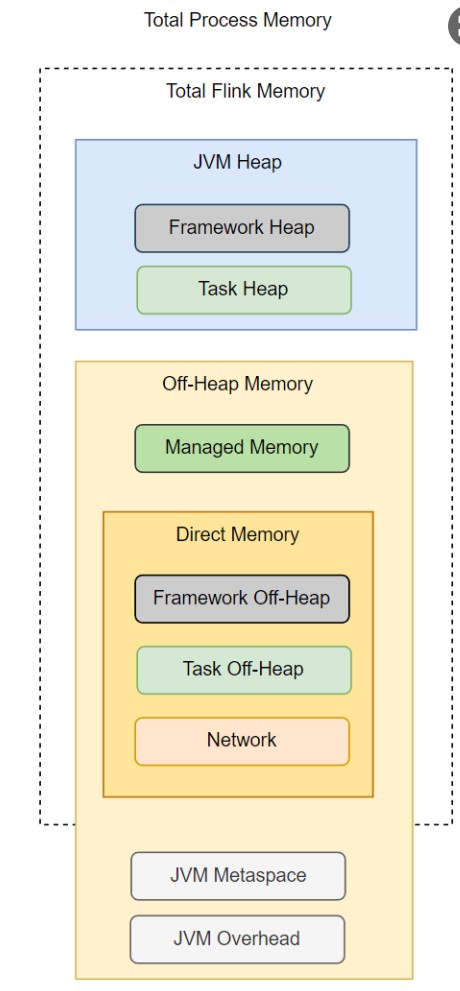 Total Process Memory
Total Flink Memory
JVM Heap
Framework Heap
Task Heap
Off-Heap Memory
Managed Memory
Direct Memory
Framework Off-Heap
Task Off-Heap
Network
JVM Metaspace
JVM Overhead